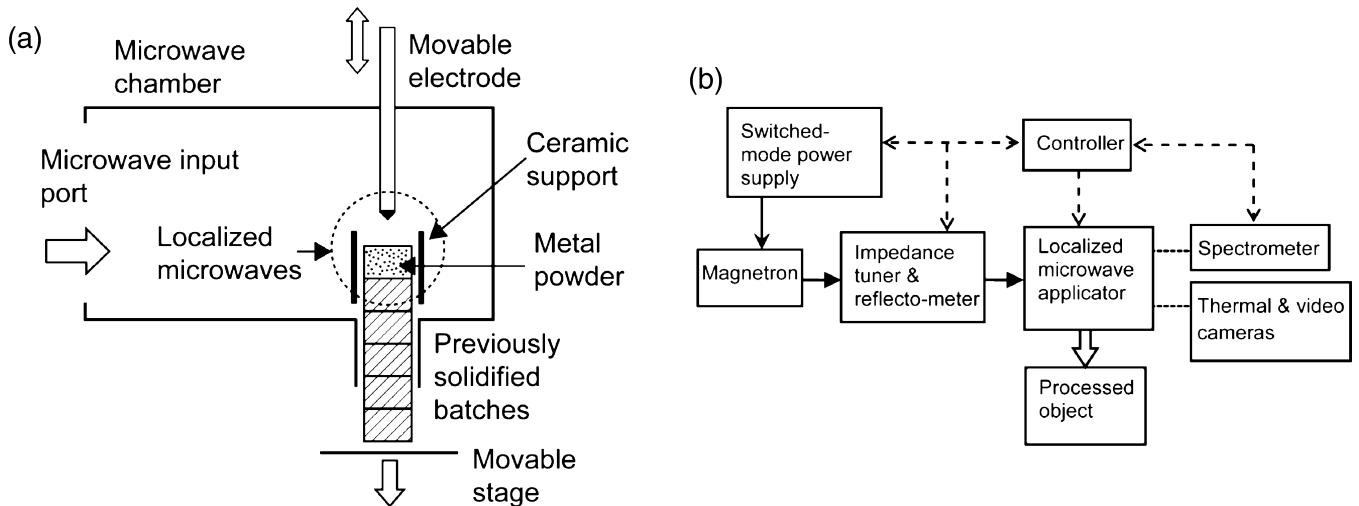 (a)
Microwave
chamber
Movable
electrode
Microwave input
port
Ceramic
support
Localized
microwaves
Metal
powder
Previously
solidified
batches
Movable
stage
(b)
Switched-
mode power
supply
Controller
Magnetron
Impedance
tuner &
reflecto-meter
Localized
microwave
applicator
Spectrometer
Thermal & video
cameras
Processed
object